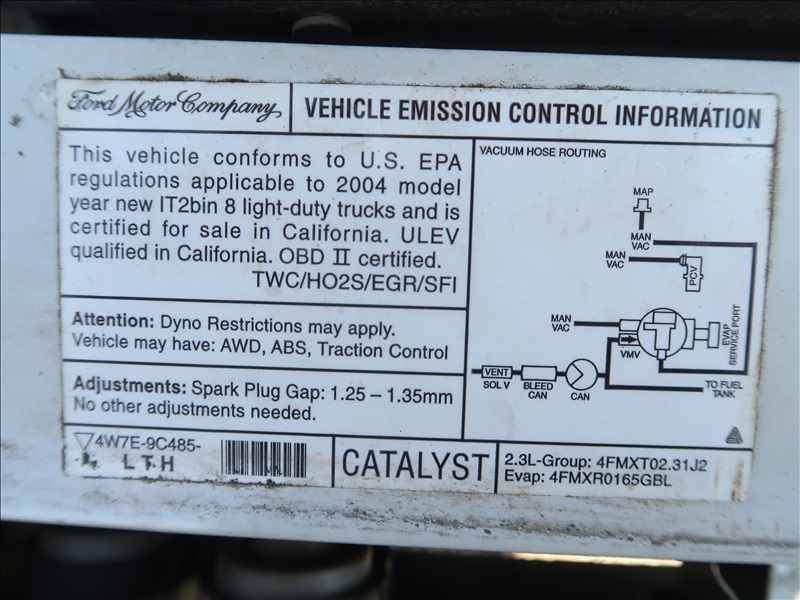 Ford Motor Company
VEHICLE EMISSION CONTROL INFORMATION
This vehicle conforms to U.S. EPA
regulations applicable to 2004 model
year new IT2bin 8 light-duty trucks and is
certified for sale in California. ULEV
qualified in California. OBD II certified.
TWC/HO2S/EGR/SFI
Attention: Dyno Restrictions may apply.
Vehicle may have: AWD, ABS, Traction Control
Adjustments: Spark Plug Gap: 1.25 – 1.35mm
No other adjustments needed.
4W7E-9C485-
LTH
CATALYST
2.3L-Group: 4FMXT02.31J2
Evap: 4FMXR0165GBL
VACUUM HOSE ROUTING
MAP
MAN
VAC
MAN
VAC
PCV
MAN
VAC
VMV
EVAP
SERVICE PORT
VENT
SOL V
BLEED
CAN
CAN
TO FUEL
TANK